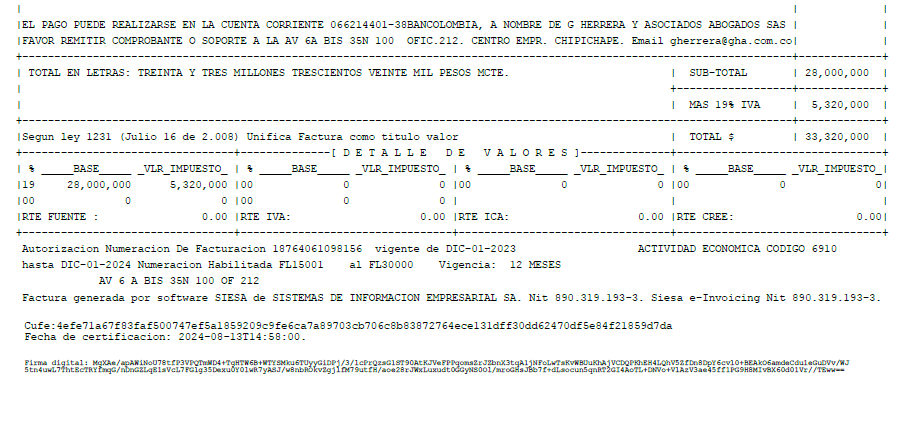 |EL PAGO PUEDE REALIZARSE EN LA CUENTA CORRIENTE 066214401-38BANCOLOMBIA, A NOMBRE DE G HERRERA Y ASOCIADOS ABOGADOS SAS |
|FAVOR REMITIR COMPROBANTE O SOPORTE A LA AV 6A BIS 35N 100 OFIC.212. CENTRO EMPR. CHIPICHAPE. Email gherrera@gha.com.co|
| TOTAL EN LETRAS: TREINTA Y TRES MILLONES TRESCIENTOS VEINTE MIL PESOS MCTE. | SUB-TOTAL | 28,000,000 |
| MAS 19% IVA | 5,320,000 |
|Segun ley 1231 (Julio 16 de 2.008) Unifica Factura como titulo valor | TOTAL $ | 33,320,000 |
[ D E T A L L E D E V A L O R E S ]
| % _____BASE_____ _VLR_IMPUESTO_ | % _____BASE_____ _VLR_IMPUESTO_ | % _____BASE_____ _VLR_IMPUESTO_ | % _____BASE_____ _VLR_IMPUESTO_|
|19 28,000,000 5,320,000 |00 0 0 |00 0 0 |00 0 0|
|00 0 0 |00 0 0 | | |
|RTE FUENTE : 0.00 |RTE IVA: 0.00 |RTE ICA: 0.00 |RTE CREE: 0.00|
Autorizacion Numeracion De Facturacion 18764061098156 vigente de DIC-01-2023 ACTIVIDAD ECONOMICA CODIGO 6910
hasta DIC-01-2024 Numeracion Habilitada FL15001 al FL30000 Vigencia: 12 MESES
AV 6 A BIS 35N 100 OF 212
Factura generada por software SIESA de SISTEMAS DE INFORMACION EMPRESARIAL SA. Nit 890.319.193-3. Siesa e-Invoicing Nit 890.319.193-3.
Cufe:4efe71a67f83faf500747ef5a1859209c9fe6ca7a89703cb706c8b83872764ece131dff30dd62470df5e84f21859d7da
Fecha de certificacion: 2024-08-13T14:58:00.
Firma digital: